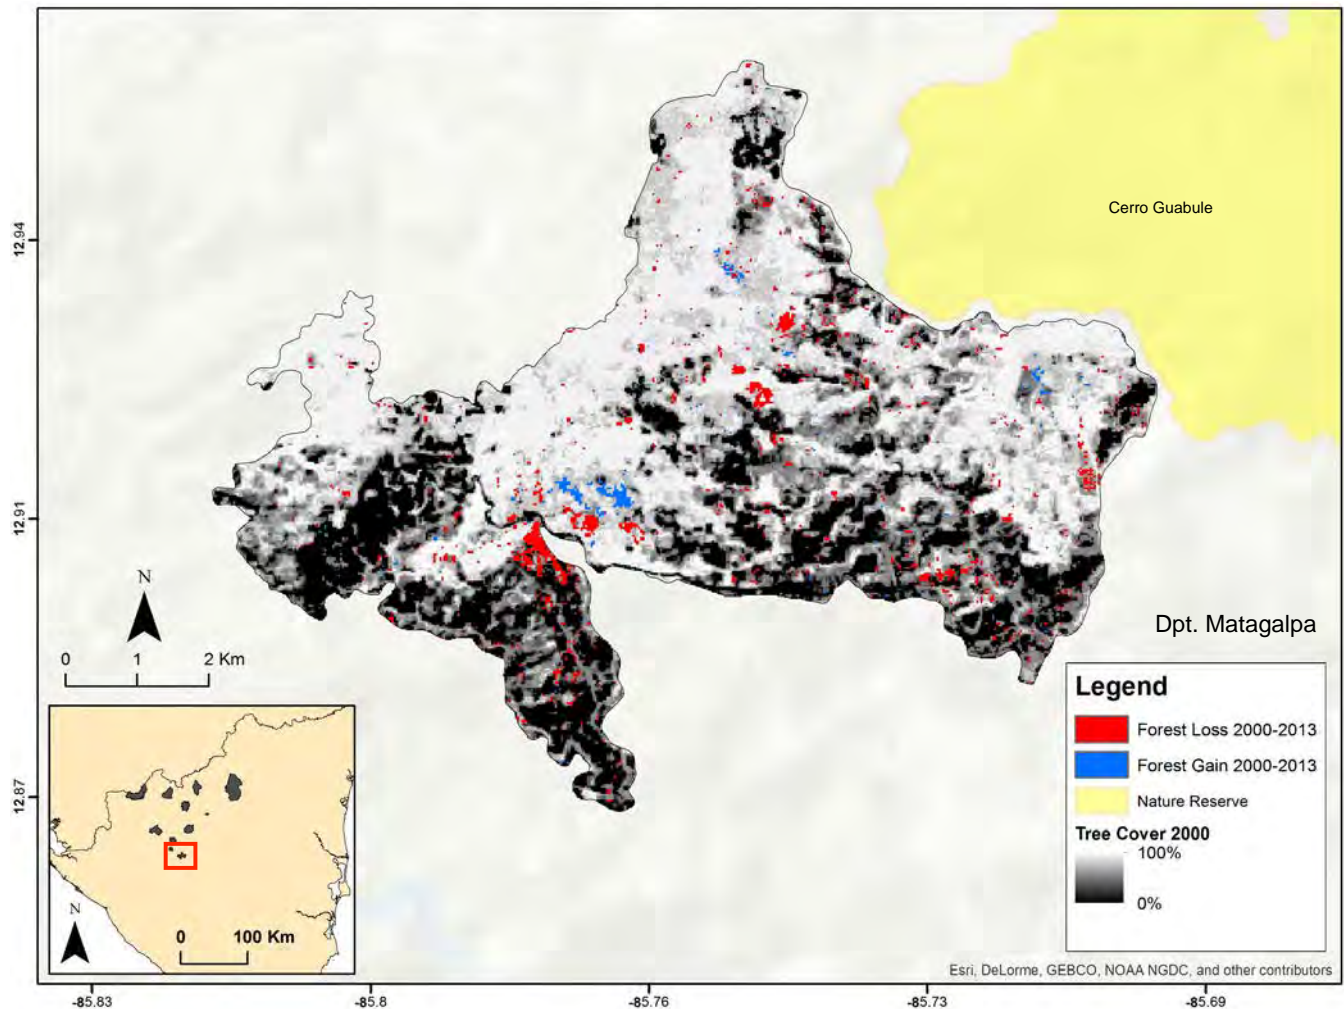 Cerro Guabule
12.94
12.91
12.87
N
0 1 2 Km
Dpt. Matagalpa
Legend
Forest Loss 2000-2013
Forest Gain 2000-2013
Nature Reserve
Tree Cover 2000
100%
0%
N
0 100 Km
Esri, DeLorme, GEBCO, NOAA NGDC, and other contributors
-85.83 -85.8 -85.76 -85.73 -85.69